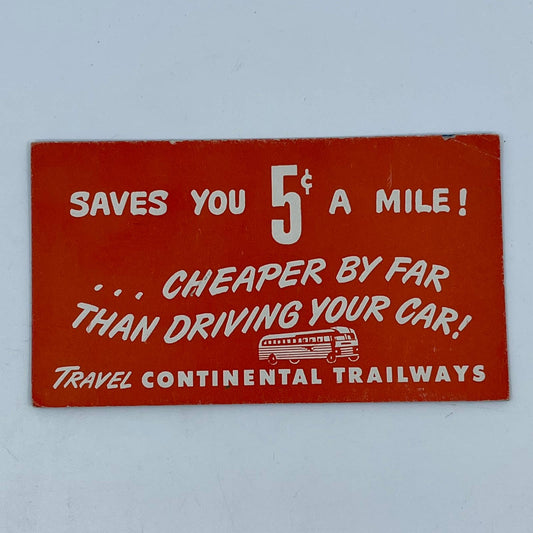 SAVES YOU 5¢ A MILE!
... CHEAPER BY FAR
THAN DRIVING YOUR CAR!
TRAVEL CONTINENTAL TRAILWAYS